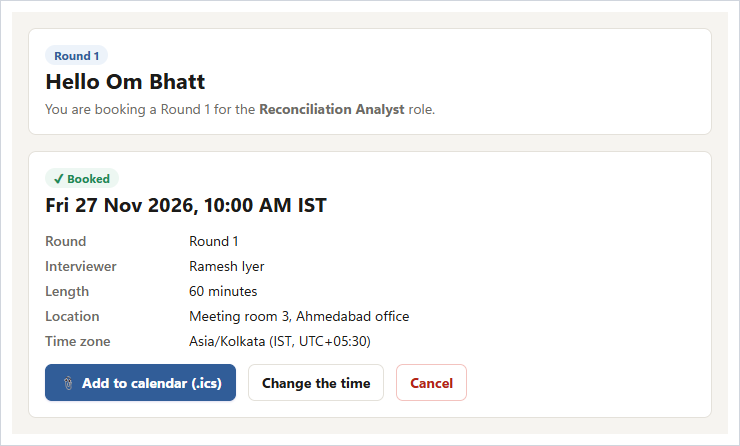 Round 1
Hello Om Bhatt
You are booking a Round 1 for the Reconciliation Analyst role.
✓ Booked
Fri 27 Nov 2026, 10:00 AM IST
Round Round 1
Interviewer Ramesh Iyer
Length 60 minutes
Location Meeting room 3, Ahmedabad office
Time zone Asia/Kolkata (IST, UTC+05:30)
Add to calendar (.ics) Change the time Cancel